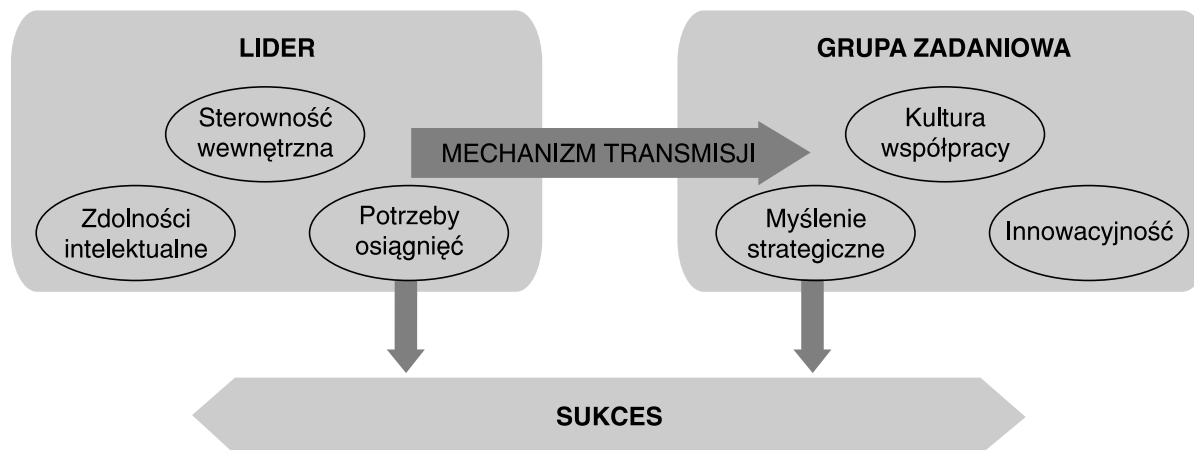 LIDER
Sterowność
wewnętrzna
Zdolności
intelektualne
Potrzeby
osiągnięć
MECHANIZM TRANSMISJI
GRUPA ZADANIOWA
Kultura
współpracy
Myślenie
strategiczne
Innowacyjność
SUKCES